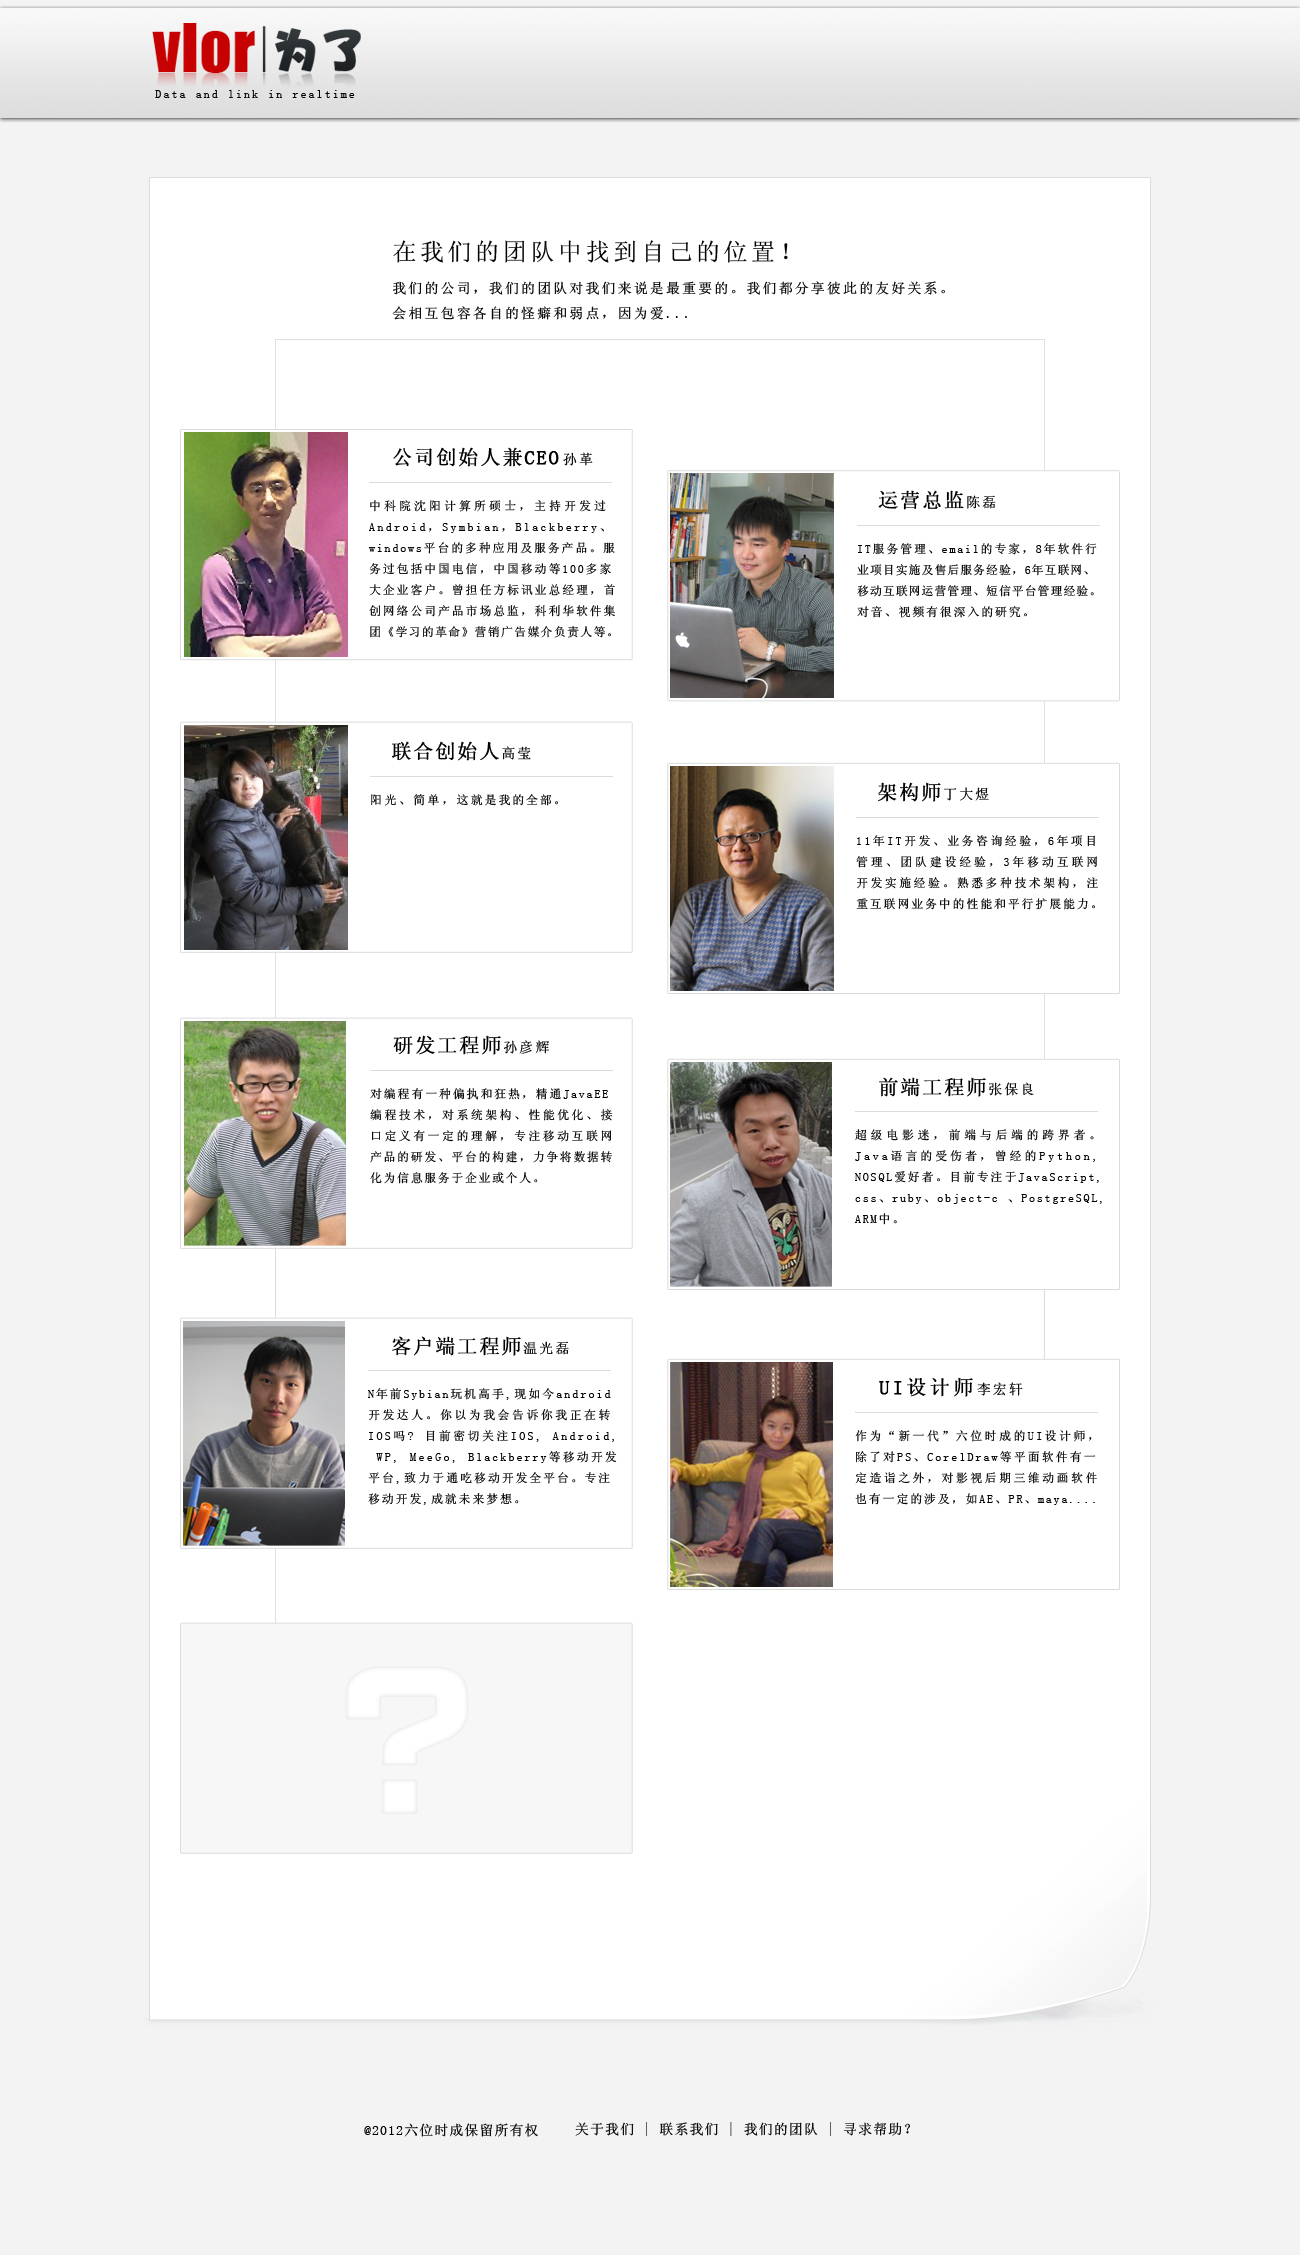 vlor|为了
Data and link in realtime
在我们的团队中找到自己的位置！
我们的公司，我们的团队对我们来说是最重要的。我们都分享彼此的友好关系。
会相互包容各自的怪癖和弱点，因为爱...
公司创始人兼CEO 孙革
中科院沈阳计算所硕士，主持开发过
Android，Symbian，Blackberry、
windows平台的多种应用及服务产品。服
务过包括中国电信，中国移动等100多家
大企业客户。曾担任方标讯业总经理，首
创网络公司产品市场总监，科利华软件集
团《学习的革命》营销广告媒介负责人等。
运营总监陈磊
IT服务管理、email的专家，8年软件行
业项目实施及售后服务经验，6年互联网、
移动互联网运营管理、短信平台管理经验。
对音、视频有很深入的研究。
联合创始人高莹
阳光、简单，这就是我的全部。
架构师丁大煜
11年IT开发、业务咨询经验，6年项目
管理、团队建设经验，3年移动互联网
开发实施经验。熟悉多种技术架构，注
重互联网业务中的性能和平行扩展能力。
研发工程师孙彦辉
对编程有一种偏执和狂热，精通JavaEE
编程技术，对系统架构、性能优化、接
口定义有一定的理解，专注移动互联网
产品的研发、平台的构建，力争将数据转
化为信息服务于企业或个人。
前端工程师张保良
超级电影迷，前端与后端的跨界者。
Java语言的受伤者，曾经的Python,
NOSQL爱好者。目前专注于JavaScript,
css、ruby、object-c 、PostgreSQL,
ARM中。
客户端工程师温光磊
N年前Sybian玩机高手,现如今android
开发达人。你以为我会告诉你我正在转
IOS吗? 目前密切关注IOS, Android,
WP, MeeGo, Blackberry等移动开发
平台,致力于通吃移动开发全平台。专注
移动开发,成就未来梦想。
UI设计师李宏轩
作为“新一代”六位时成的UI设计师，
除了对PS、CorelDraw等平面软件有一
定造诣之外，对影视后期三维动画软件
也有一定的涉及，如AE、PR、maya....
?
@2012六位时成保留所有权 关于我们 | 联系我们 | 我们的团队 | 寻求帮助?